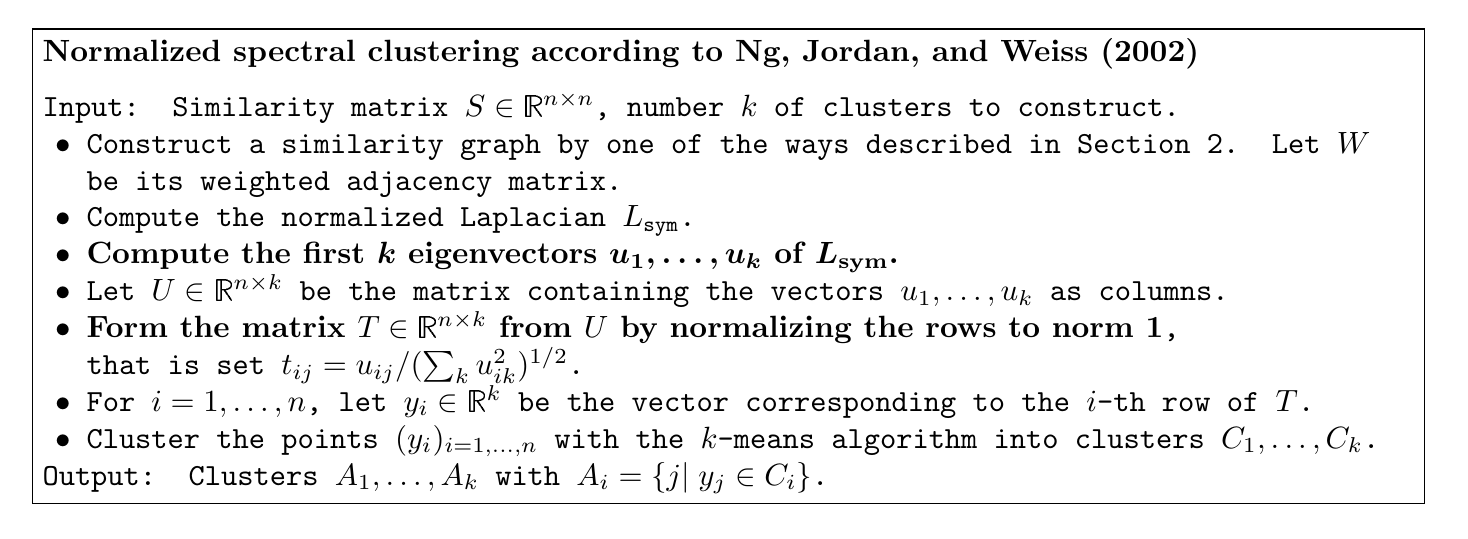 Normalized spectral clustering according to Ng, Jordan, and Weiss (2002)
Input: Similarity matrix $S \in \mathbb{R}^{n \times n}$, number $k$ of clusters to construct.
• Construct a similarity graph by one of the ways described in Section 2. Let $W$
be its weighted adjacency matrix.
• Compute the normalized Laplacian $L_{\text{sym}}$.
• Compute the first $k$ eigenvectors $u_1, \ldots, u_k$ of $L_{\text{sym}}$.
• Let $U \in \mathbb{R}^{n \times k}$ be the matrix containing the vectors $u_1, \ldots, u_k$ as columns.
• Form the matrix $T \in \mathbb{R}^{n \times k}$ from $U$ by normalizing the rows to norm 1,
that is set $t_{ij} = u_{ij}/(\sum_k u_{ik}^2)^{1/2}$.
• For $i = 1, \ldots, n$, let $y_i \in \mathbb{R}^k$ be the vector corresponding to the $i$-th row of $T$.
• Cluster the points $(y_i)_{i=1,\ldots,n}$ with the $k$-means algorithm into clusters $C_1, \ldots, C_k$.
Output: Clusters $A_1, \ldots, A_k$ with $A_i = \{j |\ y_j \in C_i\}$.